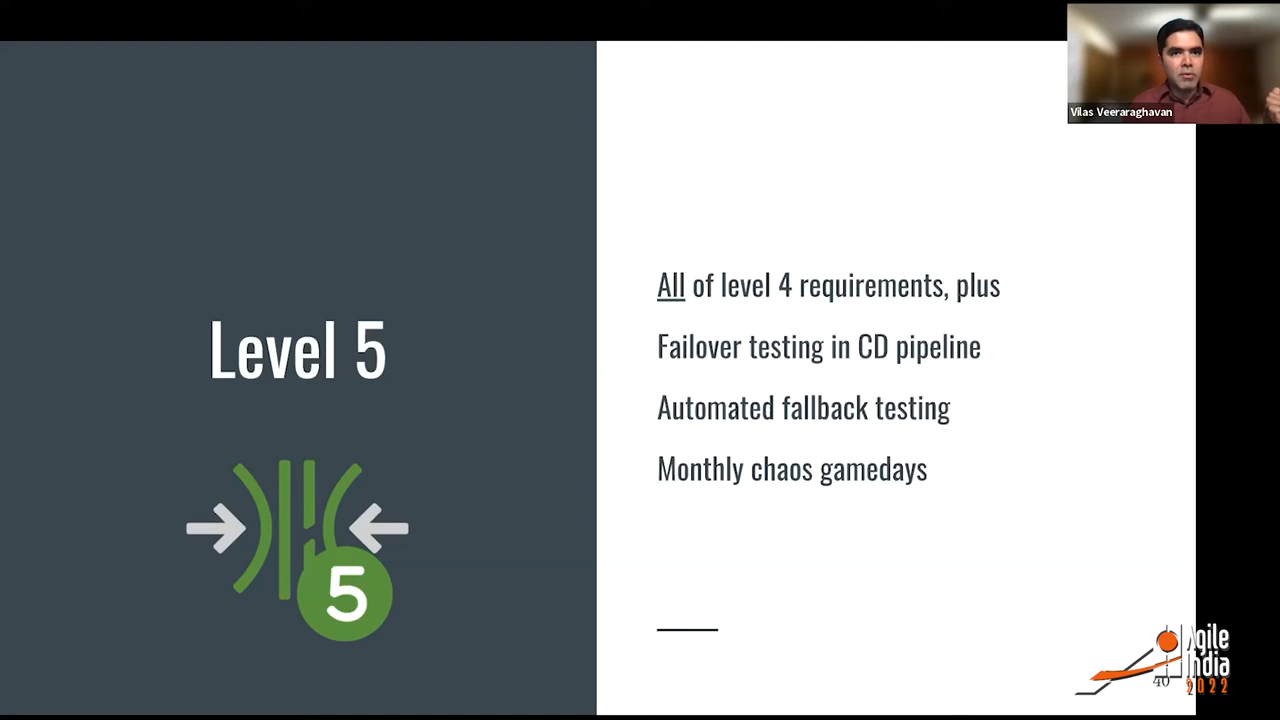 Vilas Veeraraghavan
Level 5
5
All of level 4 requirements, plus
Failover testing in CD pipeline
Automated fallback testing
Monthly chaos gamedays
40
Agile
India
2022